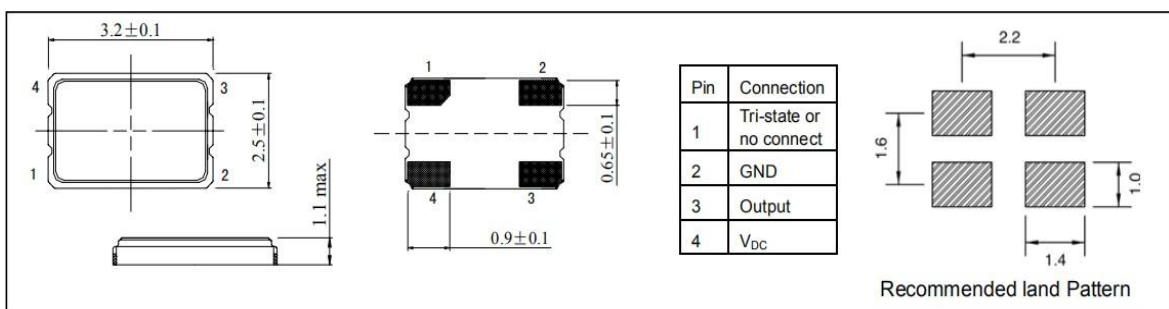 3.2±0.1
4
3
1
2
2.5±0.1
1.1 max
1
2
4
3
0.65±0.1
0.9±0.1
Pin Connection
1 Tri-state or
no connect
2 GND
3 Output
4 VDC
2.2
1.6
1.0
1.4
Recommended land Pattern